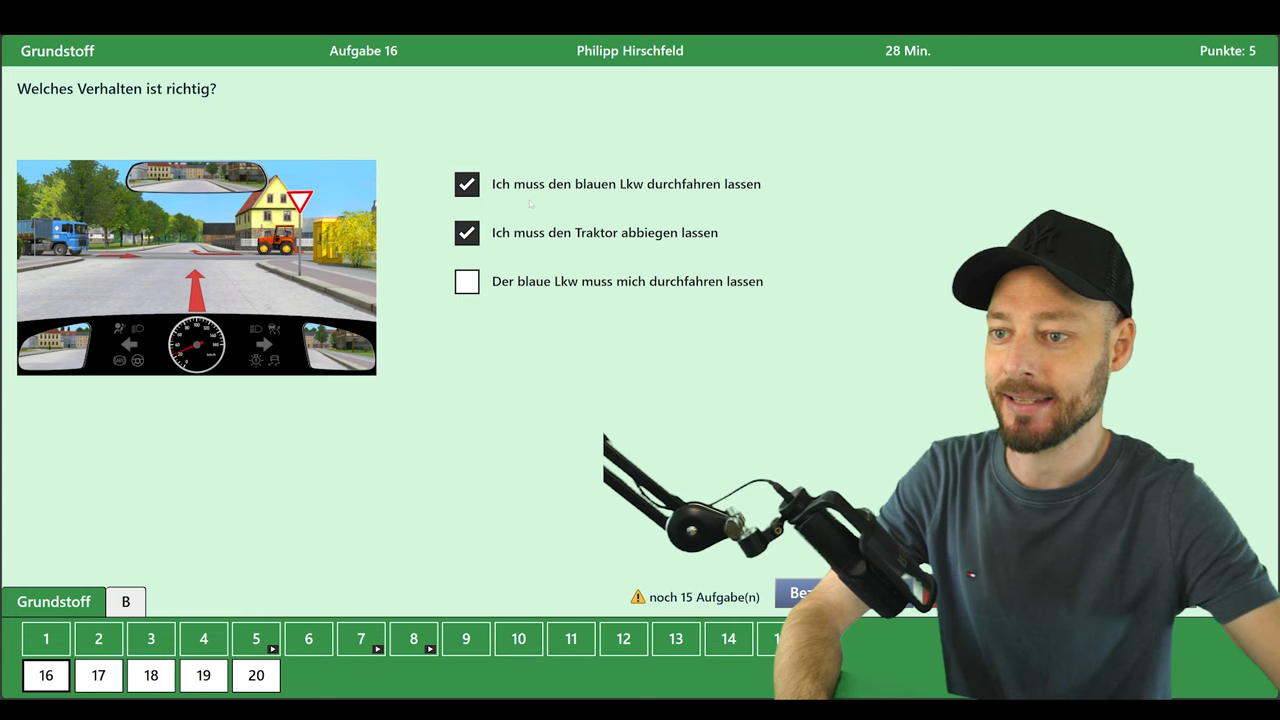 Grundstoff Aufgabe 16 Philipp Hirschfeld 28 Min. Punkte: 5
Welches Verhalten ist richtig?
Ich muss den blauen Lkw durchfahren lassen
Ich muss den Traktor abbiegen lassen
Der blaue Lkw muss mich durchfahren lassen
Grundstoff B
noch 15 Aufgabe(n)
1 2 3 4 5 6 7 8 9 10 11 12 13 14
16 17 18 19 20